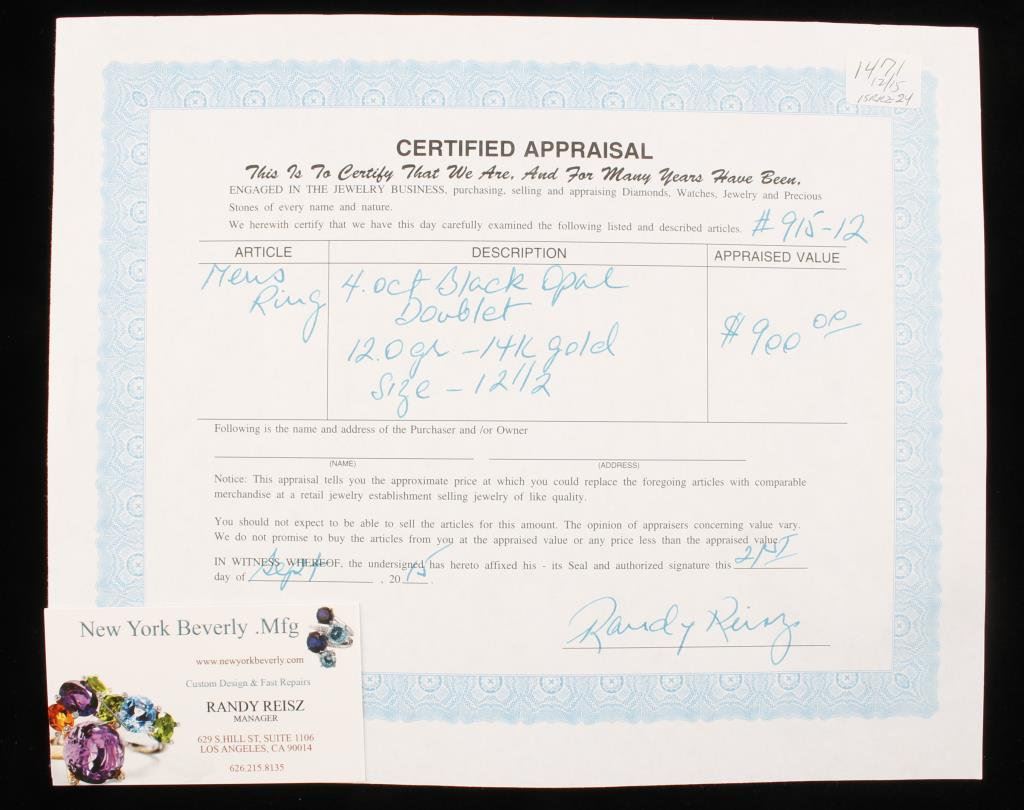 1471
12/15
CERTIFIED APPRAISAL
This Is To Certify That We Are, And For Many Years Have Been,
ENGAGED IN THE JEWELRY BUSINESS, purchasing, selling and appraising Diamonds, Watches, Jewelry and Precious
Stones of every name and nature.
We herewith certify that we have this day carefully examined the following listed and described articles. # 915-12
ARTICLE DESCRIPTION APPRAISED VALUE
Mens
Ring
4.0ct Black Opal
Doublet
12.0 gr - 14K gold
Size - 12 1/2
$ 900 00
Following is the name and address of the Purchaser and /or Owner
(NAME) (ADDRESS)
Notice: This appraisal tells you the approximate price at which you could replace the foregoing articles with comparable
merchandise at a retail jewelry establishment selling jewelry of like quality.
You should not expect to be able to sell the articles for this amount. The opinion of appraisers concerning value vary.
We do not promise to buy the articles from you at the appraised value or any price less than the appraised value.
IN WITNESS WHEREOF, the undersigned has hereto affixed his - its Seal and authorized signature this 21st
day of Sept , 20 15 .
Randy Reisz
New York Beverly .Mfg
www.newyorkbeverly.com
Custom Design & Fast Repairs
RANDY REISZ
MANAGER
629 S.HILL ST, SUITE 1106
LOS ANGELES, CA 90014
626.215.8135